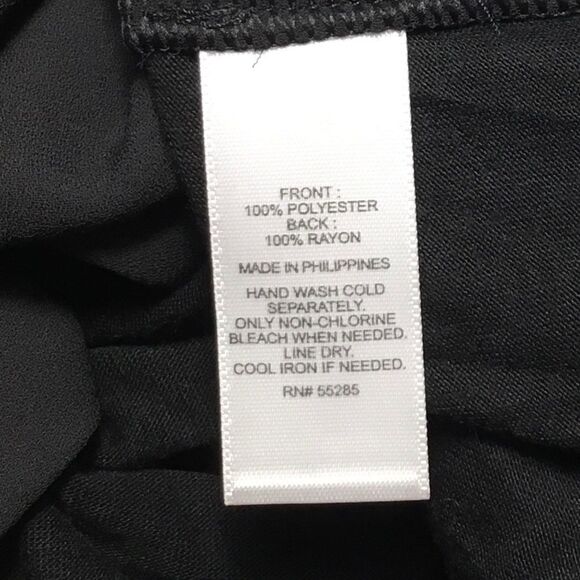 FRONT :
100% POLYESTER
BACK :
100% RAYON
MADE IN PHILIPPINES
HAND WASH COLD
SEPARATELY.
ONLY NON-CHLORINE
BLEACH WHEN NEEDED.
LINE DRY.
COOL IRON IF NEEDED.
RN# 55285